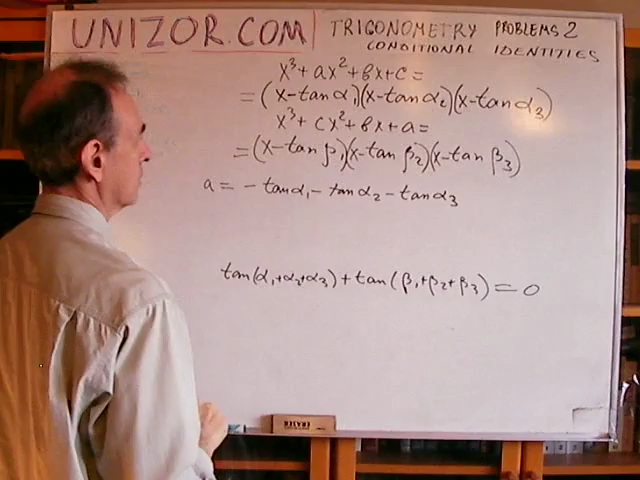 UNIZOR.COM
TRIGONOMETRY PROBLEMS 2
CONDITIONAL IDENTITIES
x³+ax²+bx+c=
=(x-tanα₁)(x-tanα₂)(x-tanα₃)
x³+cx²+bx+a=
=(x-tanβ₁)(x-tanβ₂)(x-tanβ₃)
a = -tanα₁-tanα₂-tanα₃
tan(α₁+α₂+α₃)+tan(β₁+β₂+β₃)=0